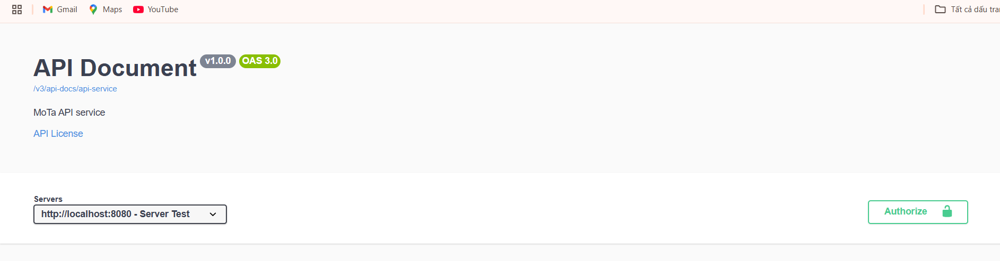 Gmail Maps YouTube Tất cả dấu
API Document v1.0.0 OAS 3.0
/v3/api-docs/api-service
MoTa API service
API License
Servers
http://localhost:8080 - Server Test
Authorize